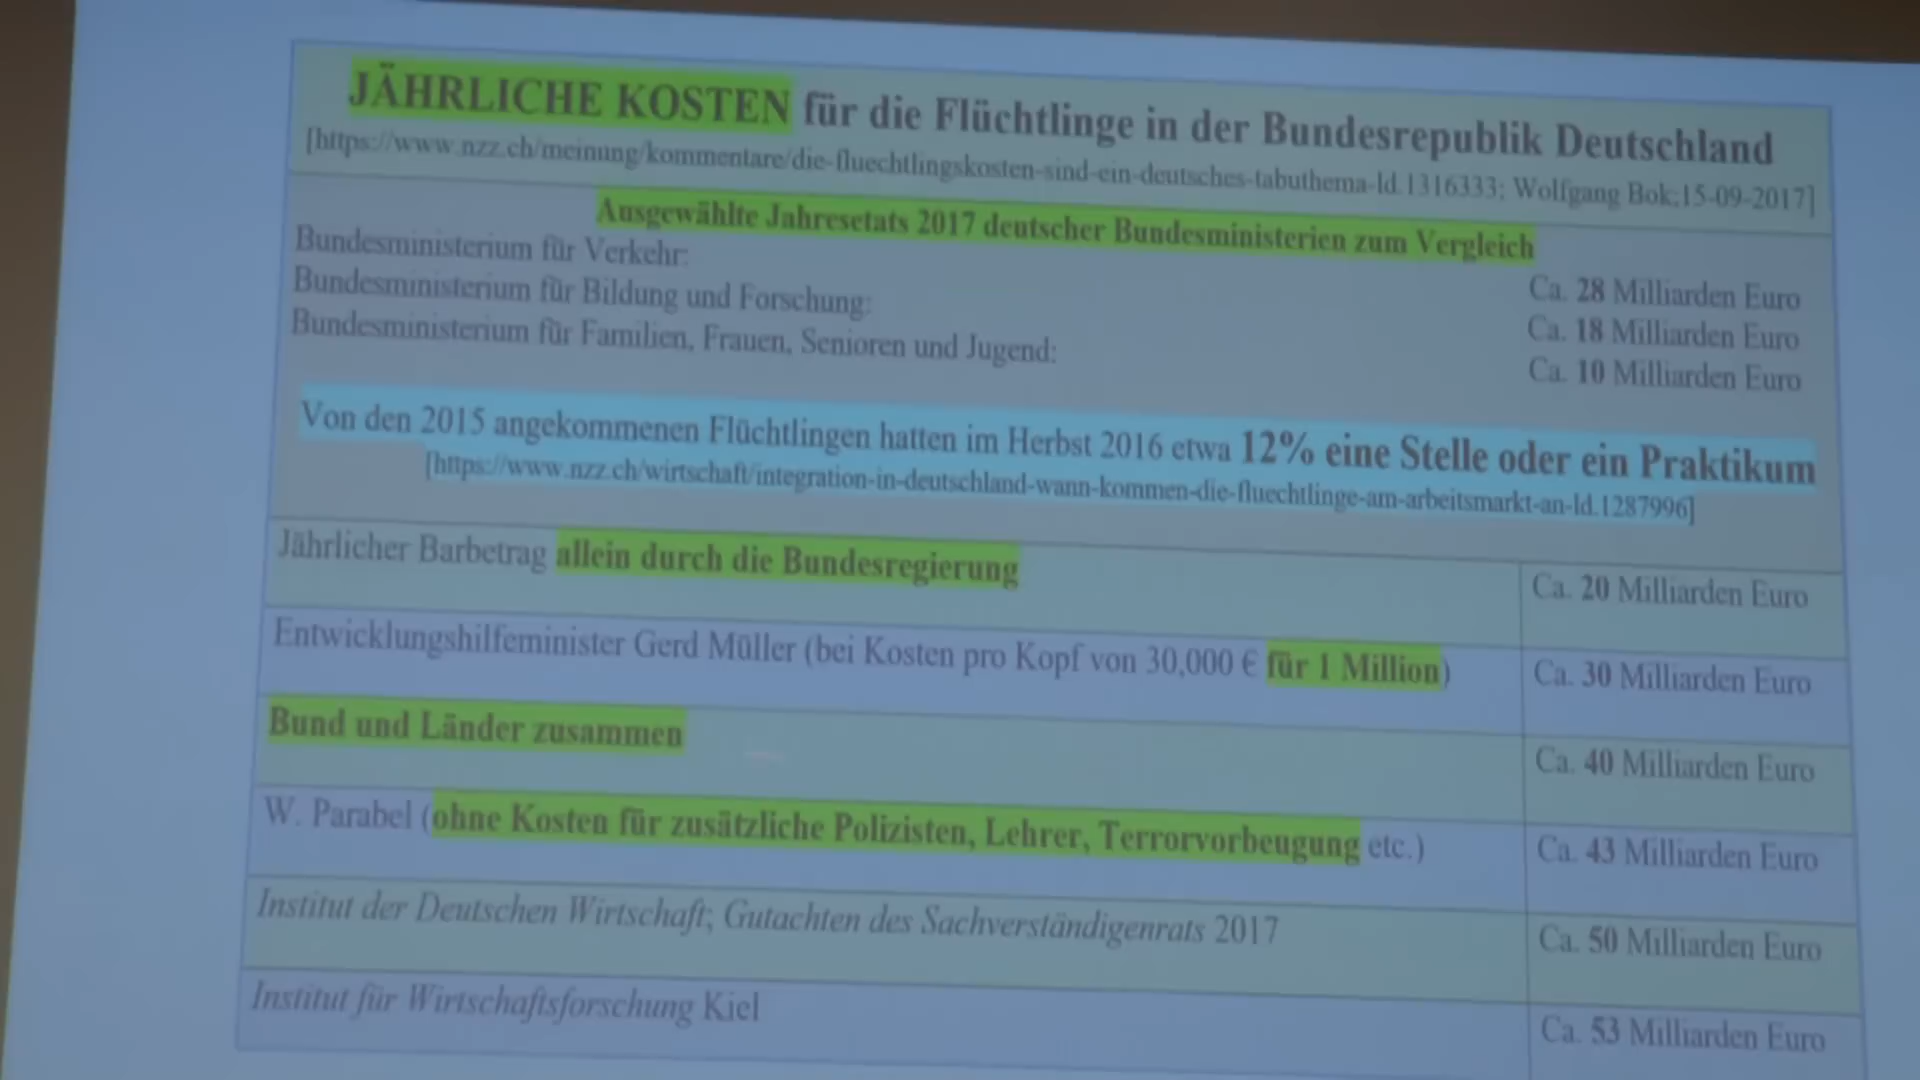 JÄHRLICHE KOSTEN für die Flüchtlinge in der Bundesrepublik Deutschland
[https://www.nzz.ch/meinung/kommentare/die-fluechtlingskosten-sind-ein-deutsches-tabuthema-ld.1316333; Wolfgang Bok;15-09-2017]
Ausgewählte Jahresetats 2017 deutscher Bundesministerien zum Vergleich
Bundesministerium für Verkehr: Ca. 28 Milliarden Euro
Bundesministerium für Bildung und Forschung: Ca. 18 Milliarden Euro
Bundesministerium für Familien, Frauen, Senioren und Jugend: Ca. 10 Milliarden Euro
Von den 2015 angekommenen Flüchtlingen hatten im Herbst 2016 etwa 12% eine Stelle oder ein Praktikum
[https://www.nzz.ch/wirtschaft/integration-in-deutschland-wann-kommen-die-fluechtlinge-am-arbeitsmarkt-an-ld.1287996]
Jährlicher Barbetrag allein durch die Bundesregierung Ca. 20 Milliarden Euro
Entwicklungshilfeminister Gerd Müller (bei Kosten pro Kopf von 30,000 € für 1 Million) Ca. 30 Milliarden Euro
Bund und Länder zusammen Ca. 40 Milliarden Euro
W. Parabel (ohne Kosten für zusätzliche Polizisten, Lehrer, Terrorvorbeugung etc.) Ca. 43 Milliarden Euro
Institut der Deutschen Wirtschaft; Gutachten des Sachverständigenrats 2017 Ca. 50 Milliarden Euro
Institut für Wirtschaftsforschung Kiel Ca. 53 Milliarden Euro